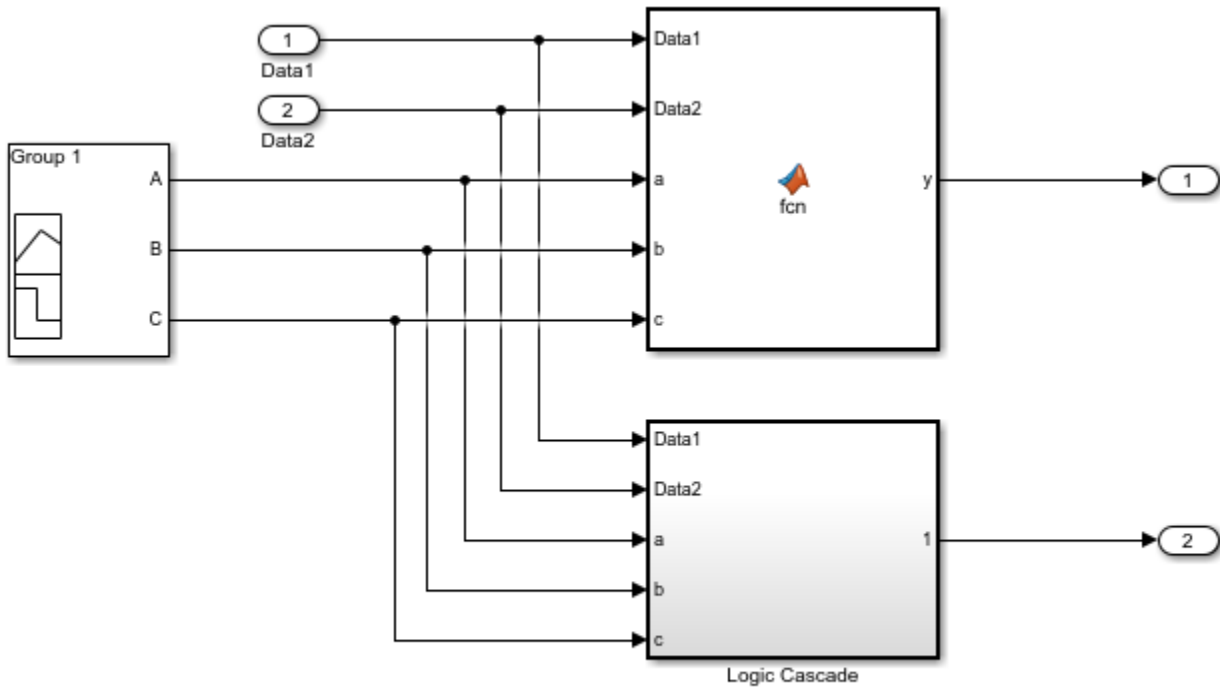 1
Data1
2
Data2
Group 1
A
B
C
Data1
Data2
a
b
c
fcn
y
1
Data1
Data2
a
b
c
1
2
Logic Cascade